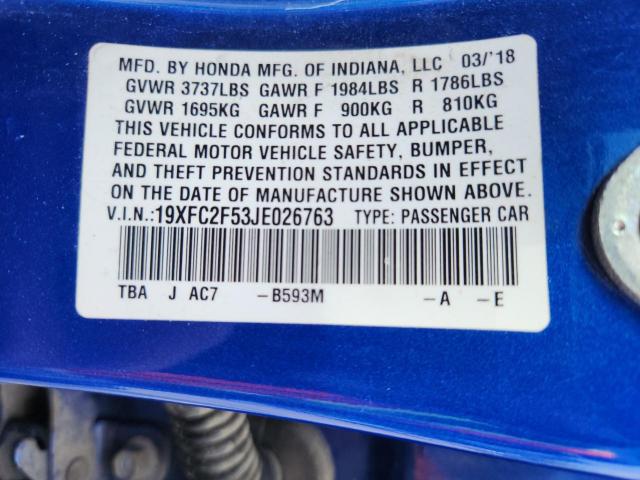 MFD. BY HONDA MFG. OF INDIANA, LLC 03/'18
GVWR 3737LBS GAWR F 1984LBS R 1786LBS
GVWR 1695KG GAWR F 900KG R 810KG
THIS VEHICLE CONFORMS TO ALL APPLICABLE
FEDERAL MOTOR VEHICLE SAFETY, BUMPER,
AND THEFT PREVENTION STANDARDS IN EFFECT
ON THE DATE OF MANUFACTURE SHOWN ABOVE.
V.I.N.:19XFC2F53JE026763 TYPE: PASSENGER CAR
TBA J AC7 -B593M -A -E